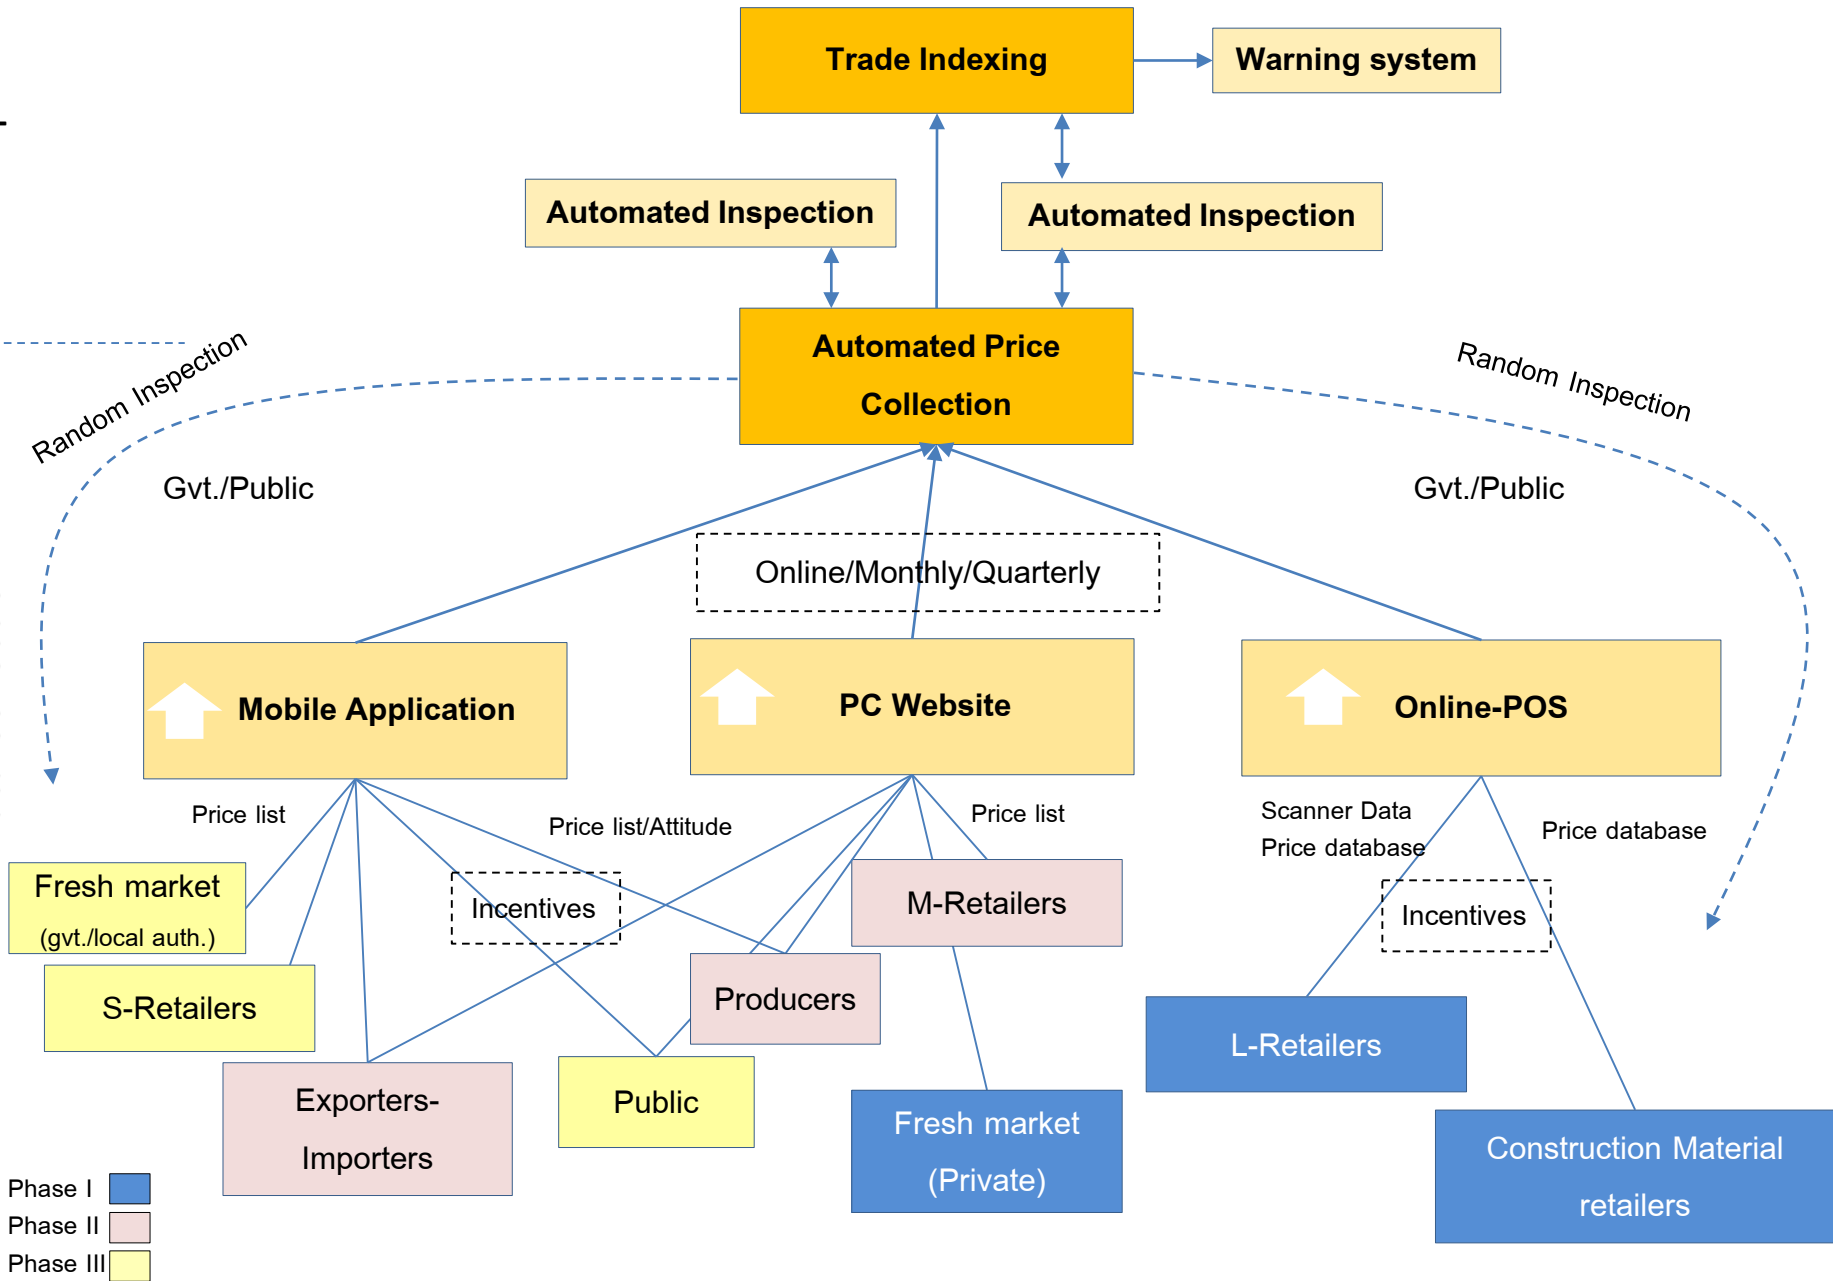 Trade Indexing
Warning system
Automated Inspection
Automated Inspection
Automated Price
Collection
Random Inspection
Random Inspection
Gvt./Public
Gvt./Public
Online/Monthly/Quarterly
Mobile Application
PC Website
Online-POS
Price list
Price list/Attitude
Price list
Scanner Data
Price database
Price database
Fresh market
(gvt./local auth.)
Incentives
M-Retailers
Incentives
S-Retailers
Producers
L-Retailers
Exporters-
Importers
Public
Fresh market
(Private)
Construction Material
retailers
Phase I
Phase II
Phase III